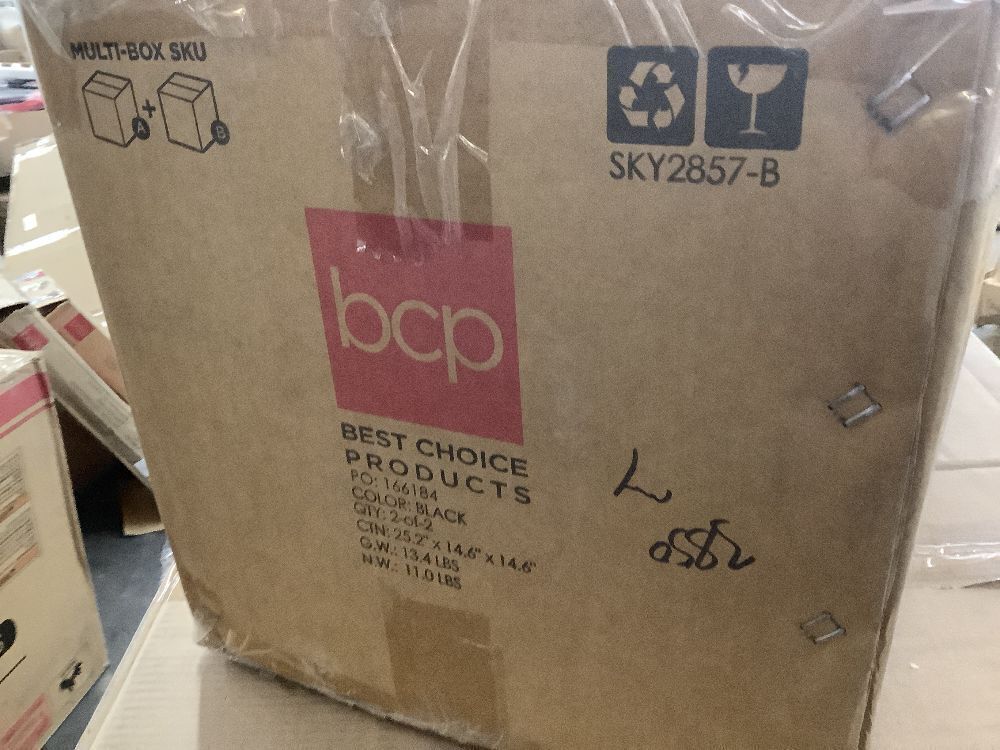 MULTI-BOX SKU
A + B
SKY2857-B
bcp
BEST CHOICE
PRODUCTS
PO: 166184
COLOR: BLACK
QTY: 2-of-2
CTN: 25.2" x 14.6" x 14.6"
G.W.: 13.4 LBS
N.W.: 11.0 LBS